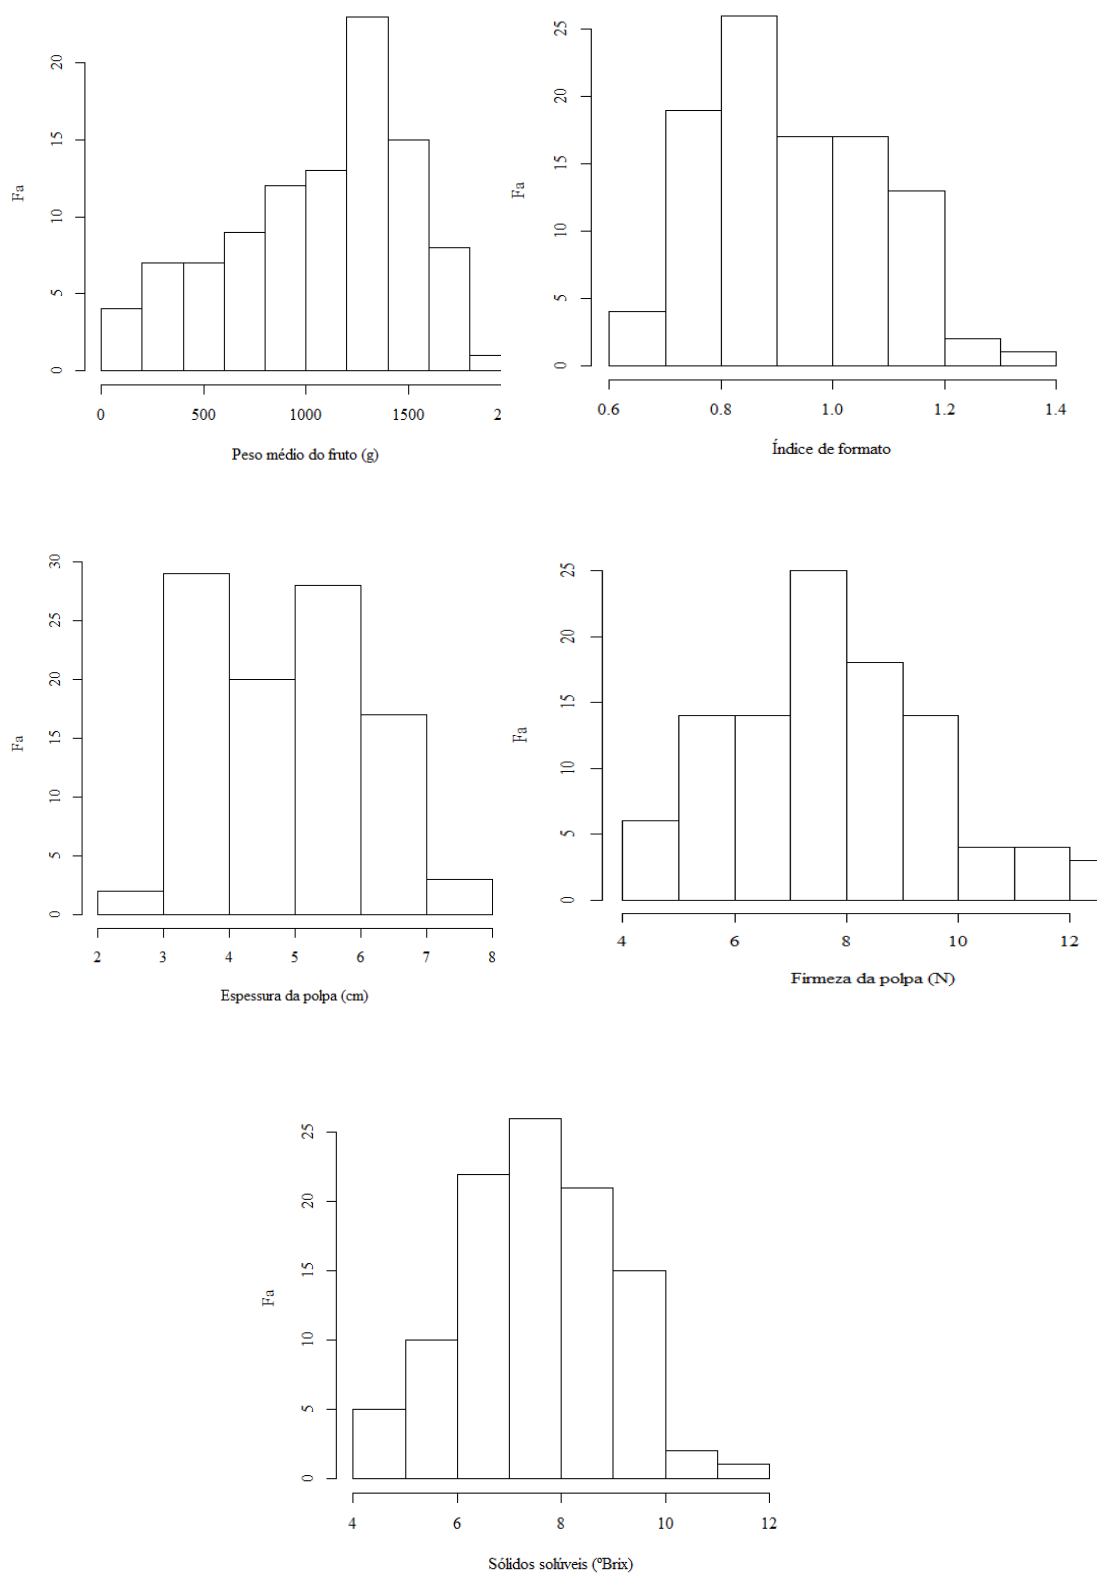 20
15
10
5
0
Fa
0 500 1000 1500 2
Peso médio do fruto (g)
25
20
15
10
5
0
Fa
0.6 0.8 1.0 1.2 1.4
Índice de formato
30
25
20
15
10
5
0
Fa
2 3 4 5 6 7 8
Espessura da polpa (cm)
25
20
15
10
5
0
Fa
4 6 8 10 12
Firmeza da polpa (N)
25
20
15
10
5
0
Fa
4 6 8 10 12
Sólidos solúveis (ºBrix)